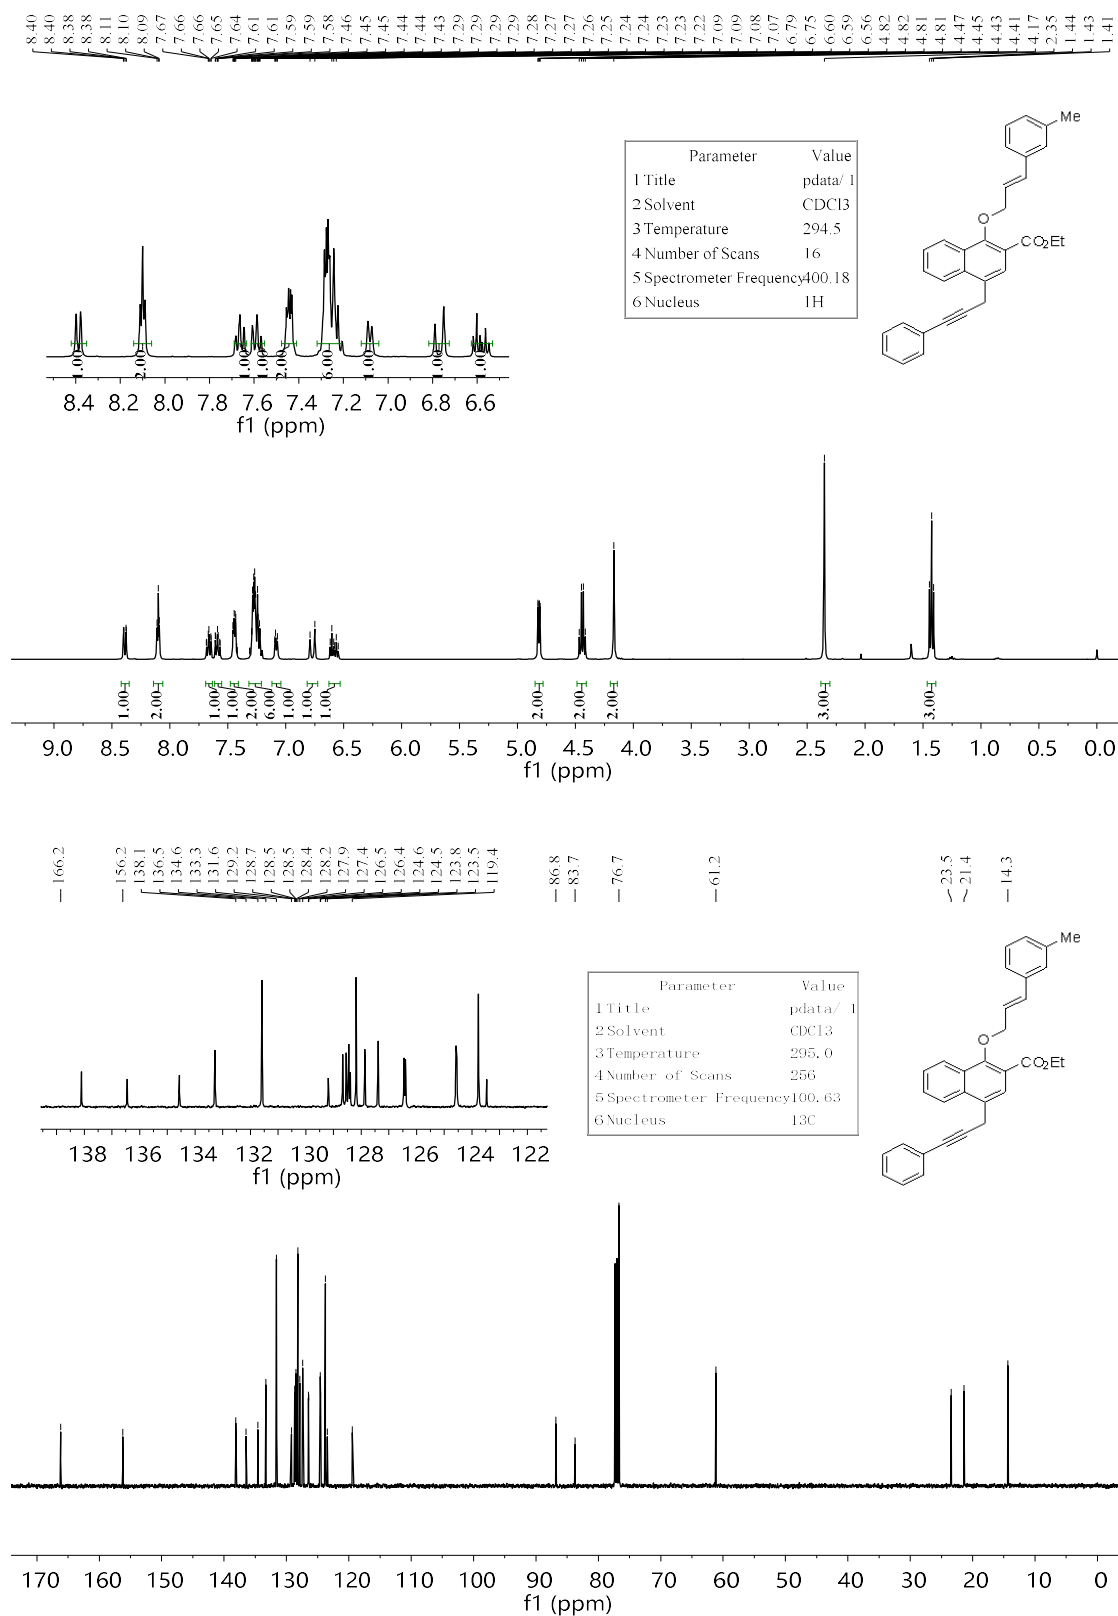 8.40 8.40 8.38 8.38 8.11 8.10 8.09 7.67 7.66 7.66 7.65 7.64 7.61 7.61 7.59 7.59 7.58 7.46 7.45 7.45 7.44 7.44 7.43 7.29 7.29 7.29 7.29 7.28 7.27 7.27 7.26 7.25 7.24 7.24 7.23 7.23 7.22 7.09 7.09 7.08 7.07 6.79 6.75 6.60 6.59 6.56 4.82 4.82 4.81 4.81 4.47 4.45 4.43 4.41 4.17 2.35 1.44 1.43 1.41
Me
O
CO2Et
Parameter Value
1 Title pdata/ 1
2 Solvent CDCl3
3 Temperature 294.5
4 Number of Scans 16
5 Spectrometer Frequency 400.18
6 Nucleus 1H
1.00 2.00 1.00 1.00 2.00 6.00 1.00 1.00 1.00
8.4 8.2 8.0 7.8 7.6 7.4 7.2 7.0 6.8 6.6
f1 (ppm)
1.00 2.00 1.00 1.00 2.00 6.00 1.00 1.00 1.00 2.00 2.00 2.00 3.00 3.00
9.0 8.5 8.0 7.5 7.0 6.5 6.0 5.5 5.0 4.5 4.0 3.5 3.0 2.5 2.0 1.5 1.0 0.5 0.0
f1 (ppm)
166.2 156.2 138.1 136.5 134.6 133.3 131.6 129.2 128.7 128.5 128.5 128.4 128.2 127.9 127.4 126.5 126.4 124.6 124.5 123.8 123.5 119.4 86.8 83.7 76.7 61.2 23.5 21.4 14.3
Me
O
CO2Et
Parameter Value
1 Title pdata/ 1
2 Solvent CDCl3
3 Temperature 295.0
4 Number of Scans 256
5 Spectrometer Frequency 100.63
6 Nucleus 13C
138 136 134 132 130 128 126 124 122
f1 (ppm)
170 160 150 140 130 120 110 100 90 80 70 60 50 40 30 20 10 0
f1 (ppm)